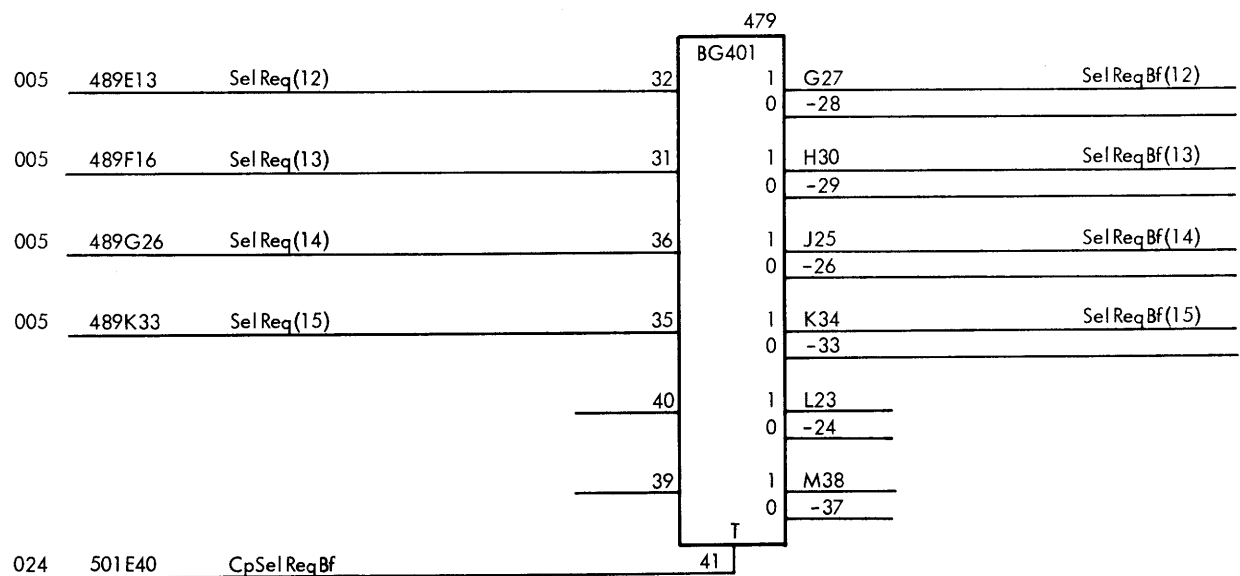 479
BG401
005 489E13 SelReq(12) 32 1 G27 SelReqBf(12)
0 -28
005 489F16 SelReq(13) 31 1 H30 SelReqBf(13)
0 -29
005 489G26 SelReq(14) 36 1 J25 SelReqBf(14)
0 -26
005 489K33 SelReq(15) 35 1 K34 SelReqBf(15)
0 -33
40 1 L23
0 -24
39 1 M38
0 -37
T
024 501E40 CpSelReqBf 41